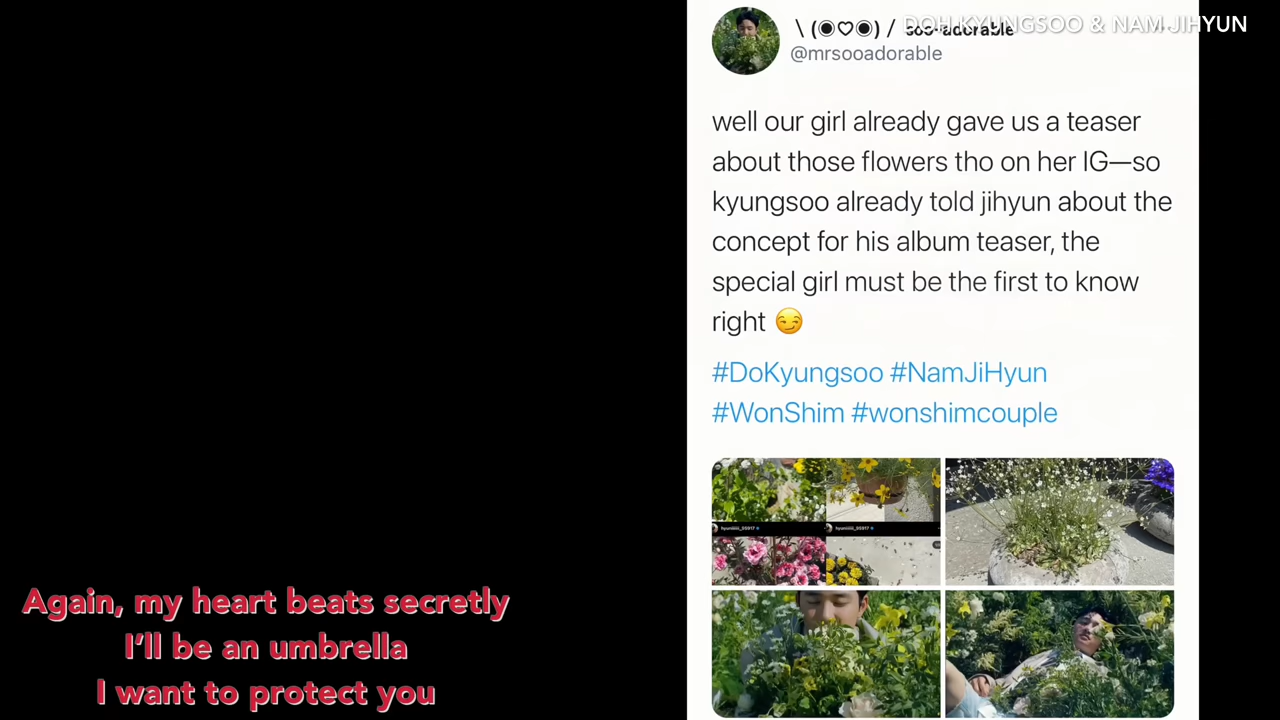 DOH KYUNGSOO & NAM JIHYUN
\ (◉♡◉) / soo-adorable
@mrsooadorable
well our girl already gave us a teaser
about those flowers tho on her IG—so
kyungsoo already told jihyun about the
concept for his album teaser, the
special girl must be the first to know
right 😏
#DoKyungsoo #NamJiHyun
#WonShim #wonshimcouple
Again, my heart beats secretly
I'll be an umbrella
I want to protect you